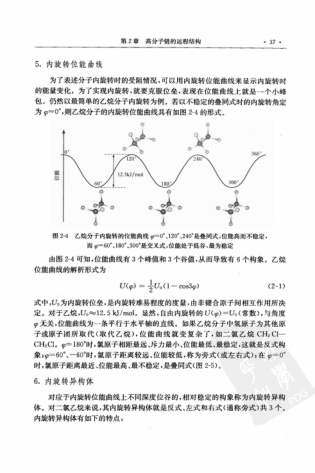 第2章 高分子链的远程结构 · 37 ·
5. 内旋转位能曲线
为了表述分子内旋转时的受阻情况,可以用内旋转位能曲线来显示内旋转时
的能量变化。为了实现内旋转,就要克服位垒,表现在位能曲线上就是一个小峰
包。仍然以最简单的乙烷分子内旋转为例。若以不稳定的叠同式时的内旋转角定
为φ=0°,则乙烷分子的内旋转位能曲线具有如图 2-4 的形式。
0° 120° 240° 360°
位能
12.5kJ/mol
60° 180° 300°
图 2-4 乙烷分子内旋转的位能曲线 φ=0°、120°、240°是叠同式,位能高而不稳定,
而 φ=60°、180°、300°是交叉式,位能处于低谷,最为稳定
由图 2-4 可知,位能曲线有 3 个峰值和 3 个谷值,从而导致有 6 个构象。乙烷
位能曲线的解析形式为
U(φ) = 1/2 U₀(1 − cos3φ) (2-1)
式中,U₀为内旋转位垒,是内旋转难易程度的度量,由非键合原子间相互作用所决
定。对于乙烷,U₀≈12.5 kJ/mol。显然,自由内旋转的 U(φ)=U₀(常数),与角度
φ无关,位能曲线为一条平行于水平轴的直线。如果乙烷分子中氢原子为其他原
子或原子团所取代(取代乙烷),位能曲线就变复杂了,如二氯乙烷 CH₂Cl—
CH₂Cl。φ=180°时,氯原子相距最远、斥力最小、位能最低、最稳定,这就是反式构
象;φ=60°、−60°时,氯原子距离较远、位能较低,称为旁式(或左右式);在 φ=0°
时,氯原子距离最近、位能最高、最不稳定,是叠同式(图 2-5)。
6. 内旋转异构体
对应于内旋转位能曲线上不同深度位谷的,相对稳定的构象称为内旋转异构
体。对二氯乙烷来说,其内旋转异构体就是反式、左式和右式(通称旁式)共 3 个。
内旋转异构体有如下的特点: